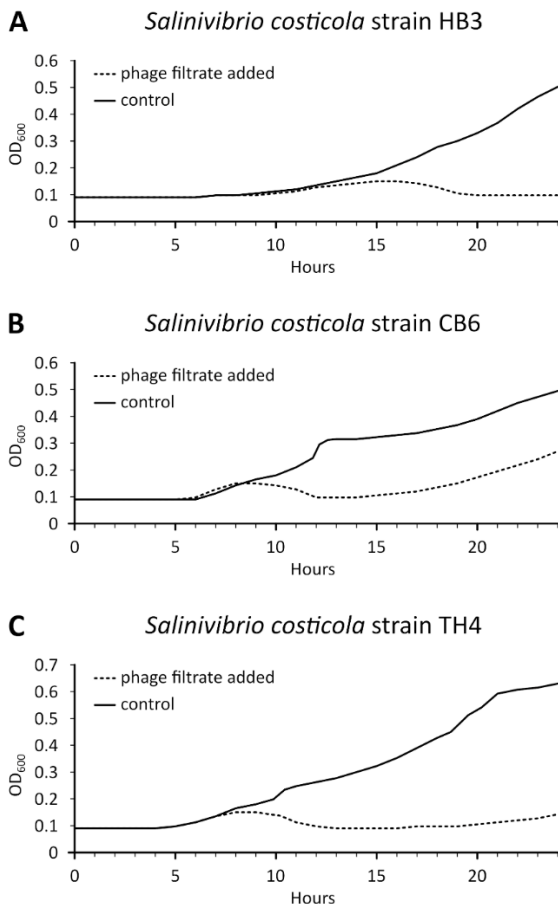 A
Salinivibrio costicola strain HB3
phage filtrate added
control
OD600
0.6
0.5
0.4
0.3
0.2
0.1
0
0 5 10 15 20
Hours
B
Salinivibrio costicola strain CB6
phage filtrate added
control
OD600
0.6
0.5
0.4
0.3
0.2
0.1
0
0 5 10 15 20
Hours
C
Salinivibrio costicola strain TH4
phage filtrate added
control
OD600
0.7
0.6
0.5
0.4
0.3
0.2
0.1
0
0 5 10 15 20
Hours